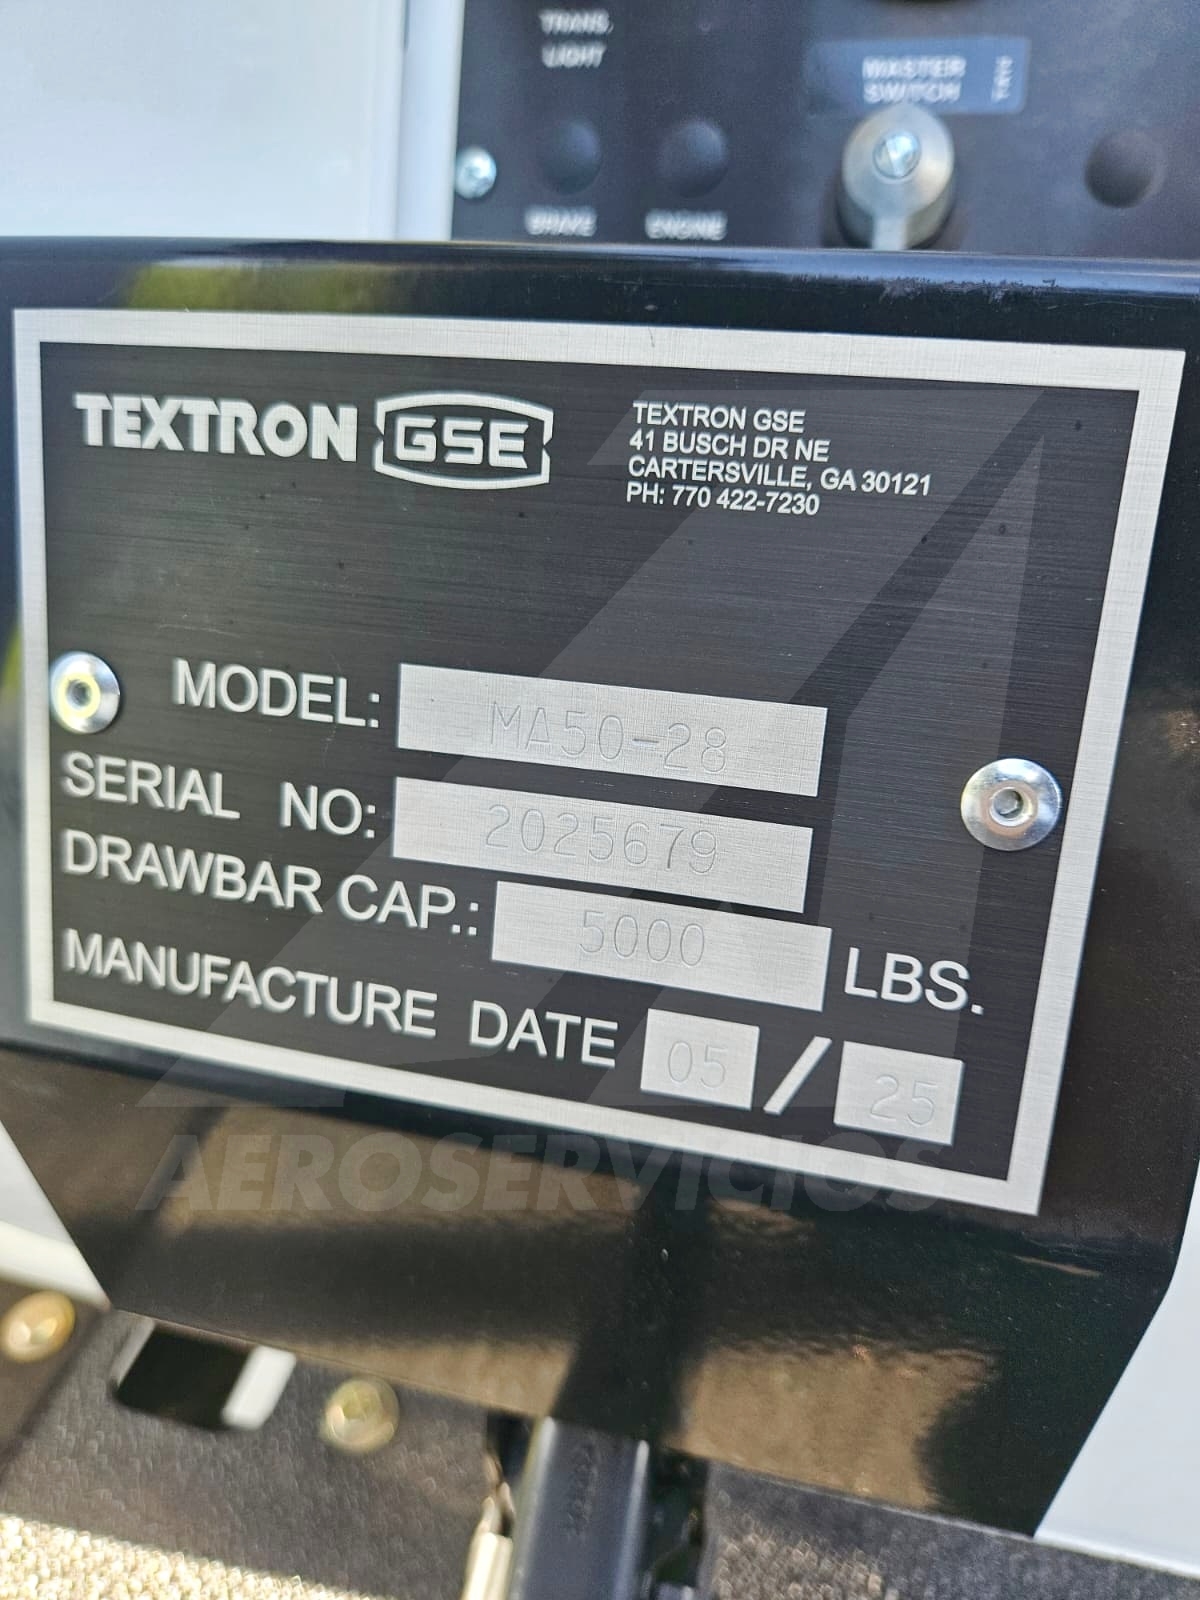 TRANS.
LIGHT
MASTER
SWITCH
BRAKE
ENGINE
TEXTRON GSE
TEXTRON GSE
41 BUSCH DR NE
CARTERSVILLE, GA 30121
PH: 770 422-7230
MODEL: MA50-28
SERIAL NO: 2025679
DRAWBAR CAP.: 5000 LBS.
MANUFACTURE DATE 05 / 25
AEROSERVICIOS